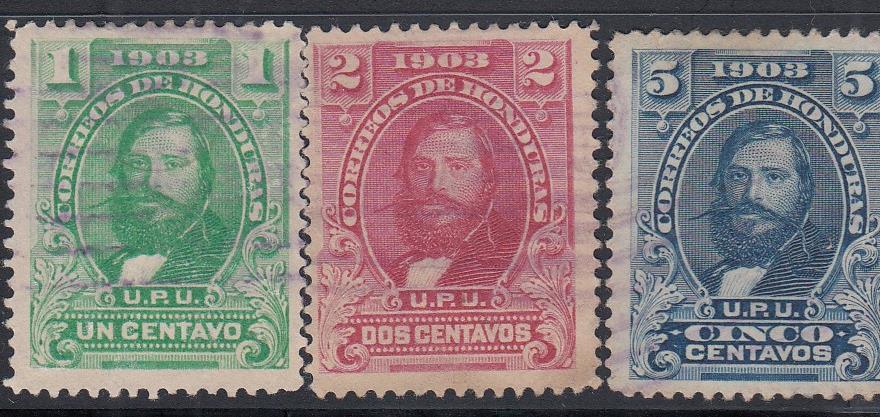 1 1903 1
CORREOS DE HONDURAS
U.P.U.
UN CENTAVO
2 1903 2
CORREOS DE HONDURAS
U.P.U.
DOS CENTAVOS
5 1903 5
CORREOS DE HONDURAS
U.P.U.
CINCO
CENTAVOS